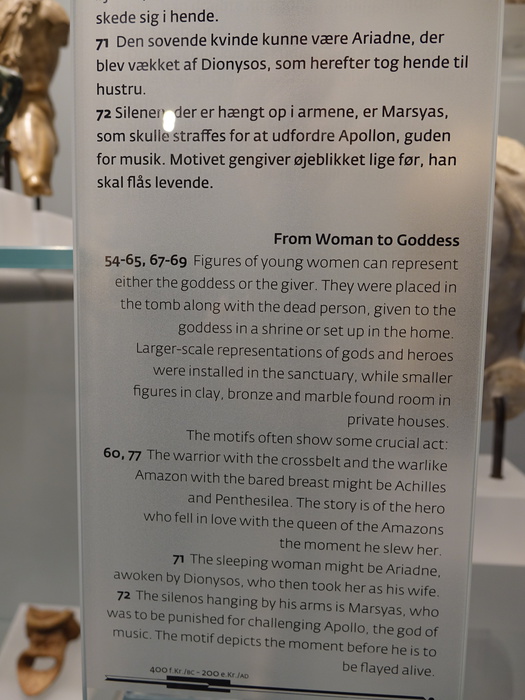 skede sig i hende.
71 Den sovende kvinde kunne være Ariadne, der
blev vækket af Dionysos, som herefter tog hende til
hustru.
72 Silenen der er hængt op i armene, er Marsyas,
som skulle straffes for at udfordre Apollon, guden
for musik. Motivet gengiver øjeblikket lige før, han
skal flås levende.
From Woman to Goddess
54-65, 67-69 Figures of young women can represent
either the goddess or the giver. They were placed in
the tomb along with the dead person, given to the
goddess in a shrine or set up in the home.
Larger-scale representations of gods and heroes
were installed in the sanctuary, while smaller
figures in clay, bronze and marble found room in
private houses.
The motifs often show some crucial act:
60, 77 The warrior with the crossbelt and the warlike
Amazon with the bared breast might be Achilles
and Penthesilea. The story is of the hero
who fell in love with the queen of the Amazons
the moment he slew her.
71 The sleeping woman might be Ariadne,
awoken by Dionysos, who then took her as his wife.
72 The silenos hanging by his arms is Marsyas, who
was to be punished for challenging Apollo, the god of
music. The motif depicts the moment before he is to
be flayed alive.
400 f.Kr./BC – 200 e.Kr./AD